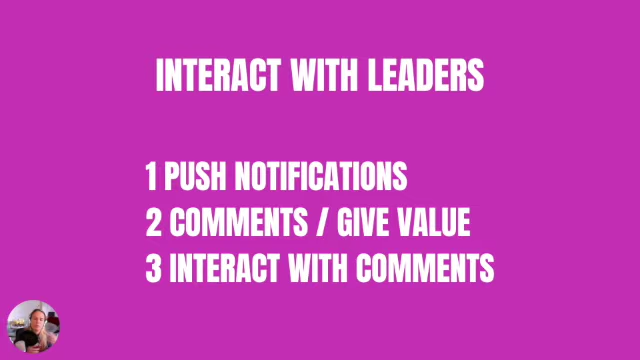 INTERACT WITH LEADERS
1 PUSH NOTIFICATIONS
2 COMMENTS / GIVE VALUE
3 INTERACT WITH COMMENTS